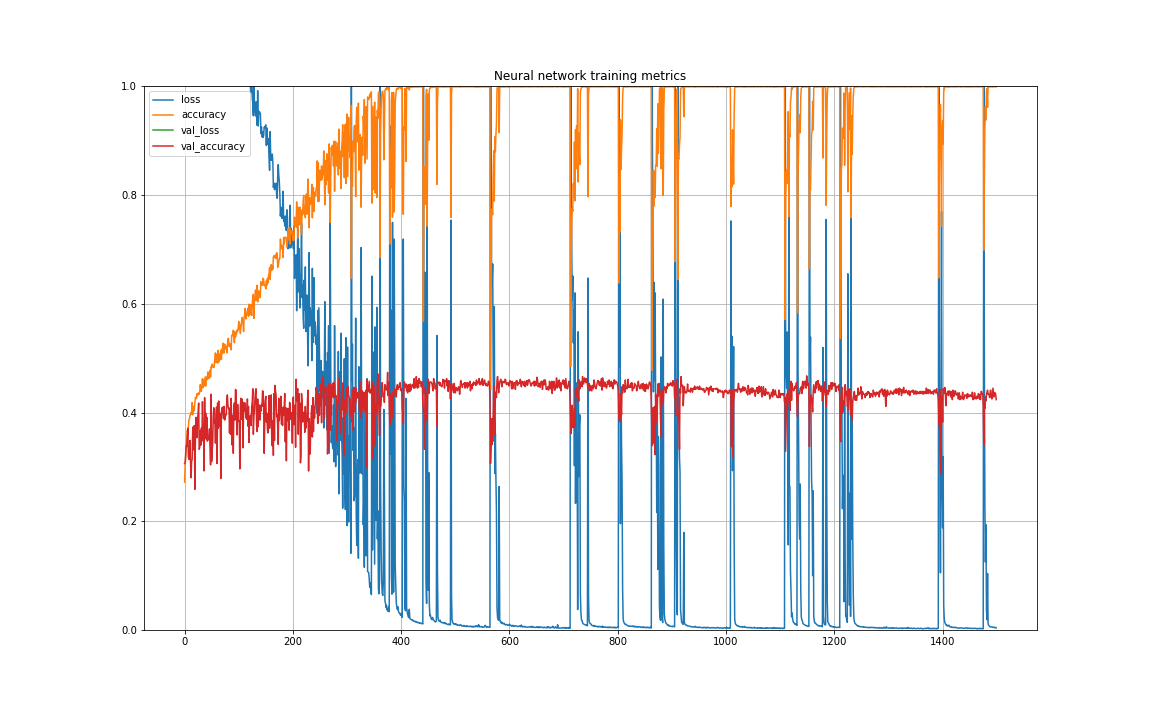 Neural network training metrics
loss
accuracy
val_loss
val_accuracy
1.0
0.8
0.6
0.4
0.2
0.0
0 200 400 600 800 1000 1200 1400